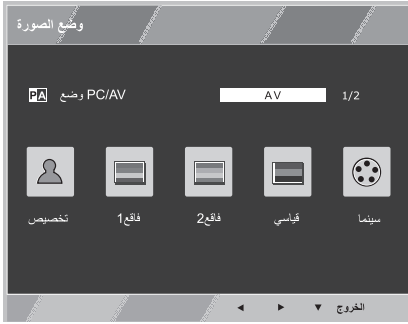 وضع الصورة
PA وضع PC/AV AV 1/2
تخصيص فاقع1 فاقع2 قياسي سينما
◄ ► ▼ الخروج